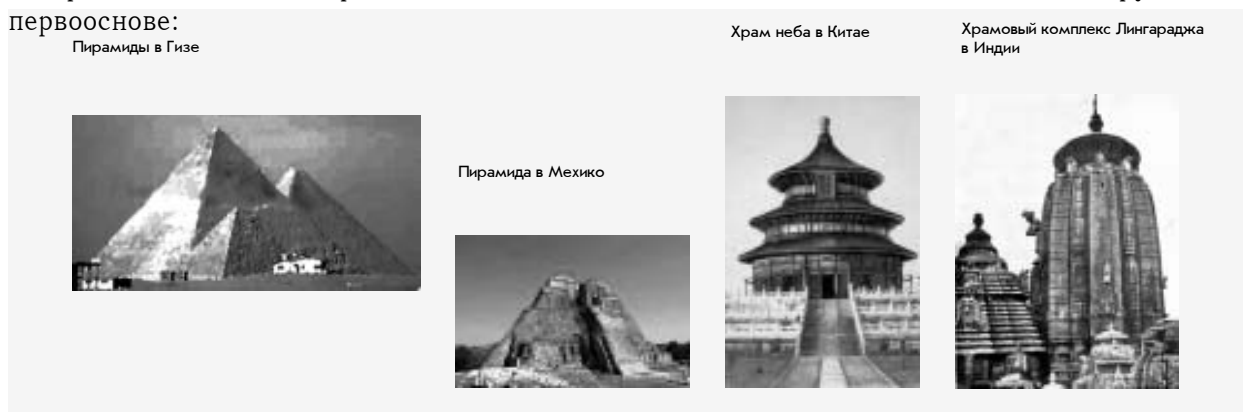 первооснове:
Пирамиды в Гизе
Пирамида в Мехико
Храм неба в Китае
Храмовый комплекс Лингараджа
в Индии